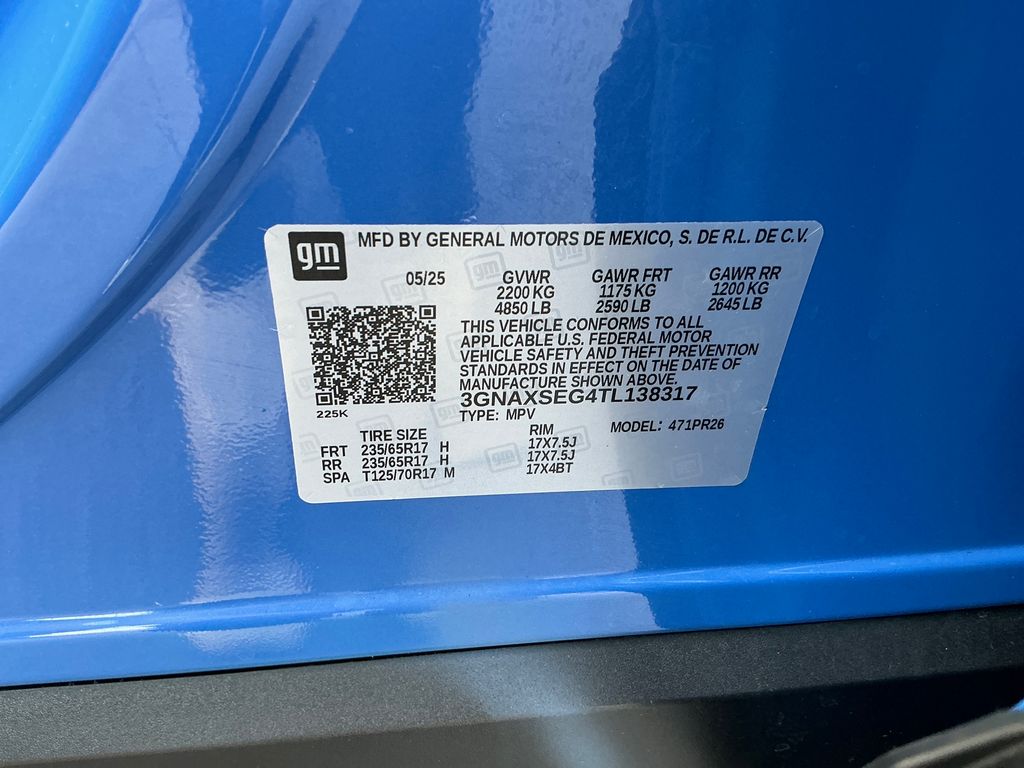 gm MFD BY GENERAL MOTORS DE MEXICO, S. DE R.L. DE C.V.
05/25 GVWR GAWR FRT GAWR RR
2200 KG 1175 KG 1200 KG
4850 LB 2590 LB 2645 LB
THIS VEHICLE CONFORMS TO ALL
APPLICABLE U.S. FEDERAL MOTOR
VEHICLE SAFETY AND THEFT PREVENTION
STANDARDS IN EFFECT ON THE DATE OF
MANUFACTURE SHOWN ABOVE.
3GNAXSEG4TL138317
225K
TYPE: MPV MODEL: 471PR26
TIRE SIZE RIM
FRT 235/65R17 H 17X7.5J
RR 235/65R17 H 17X7.5J
SPA T125/70R17 M 17X4BT